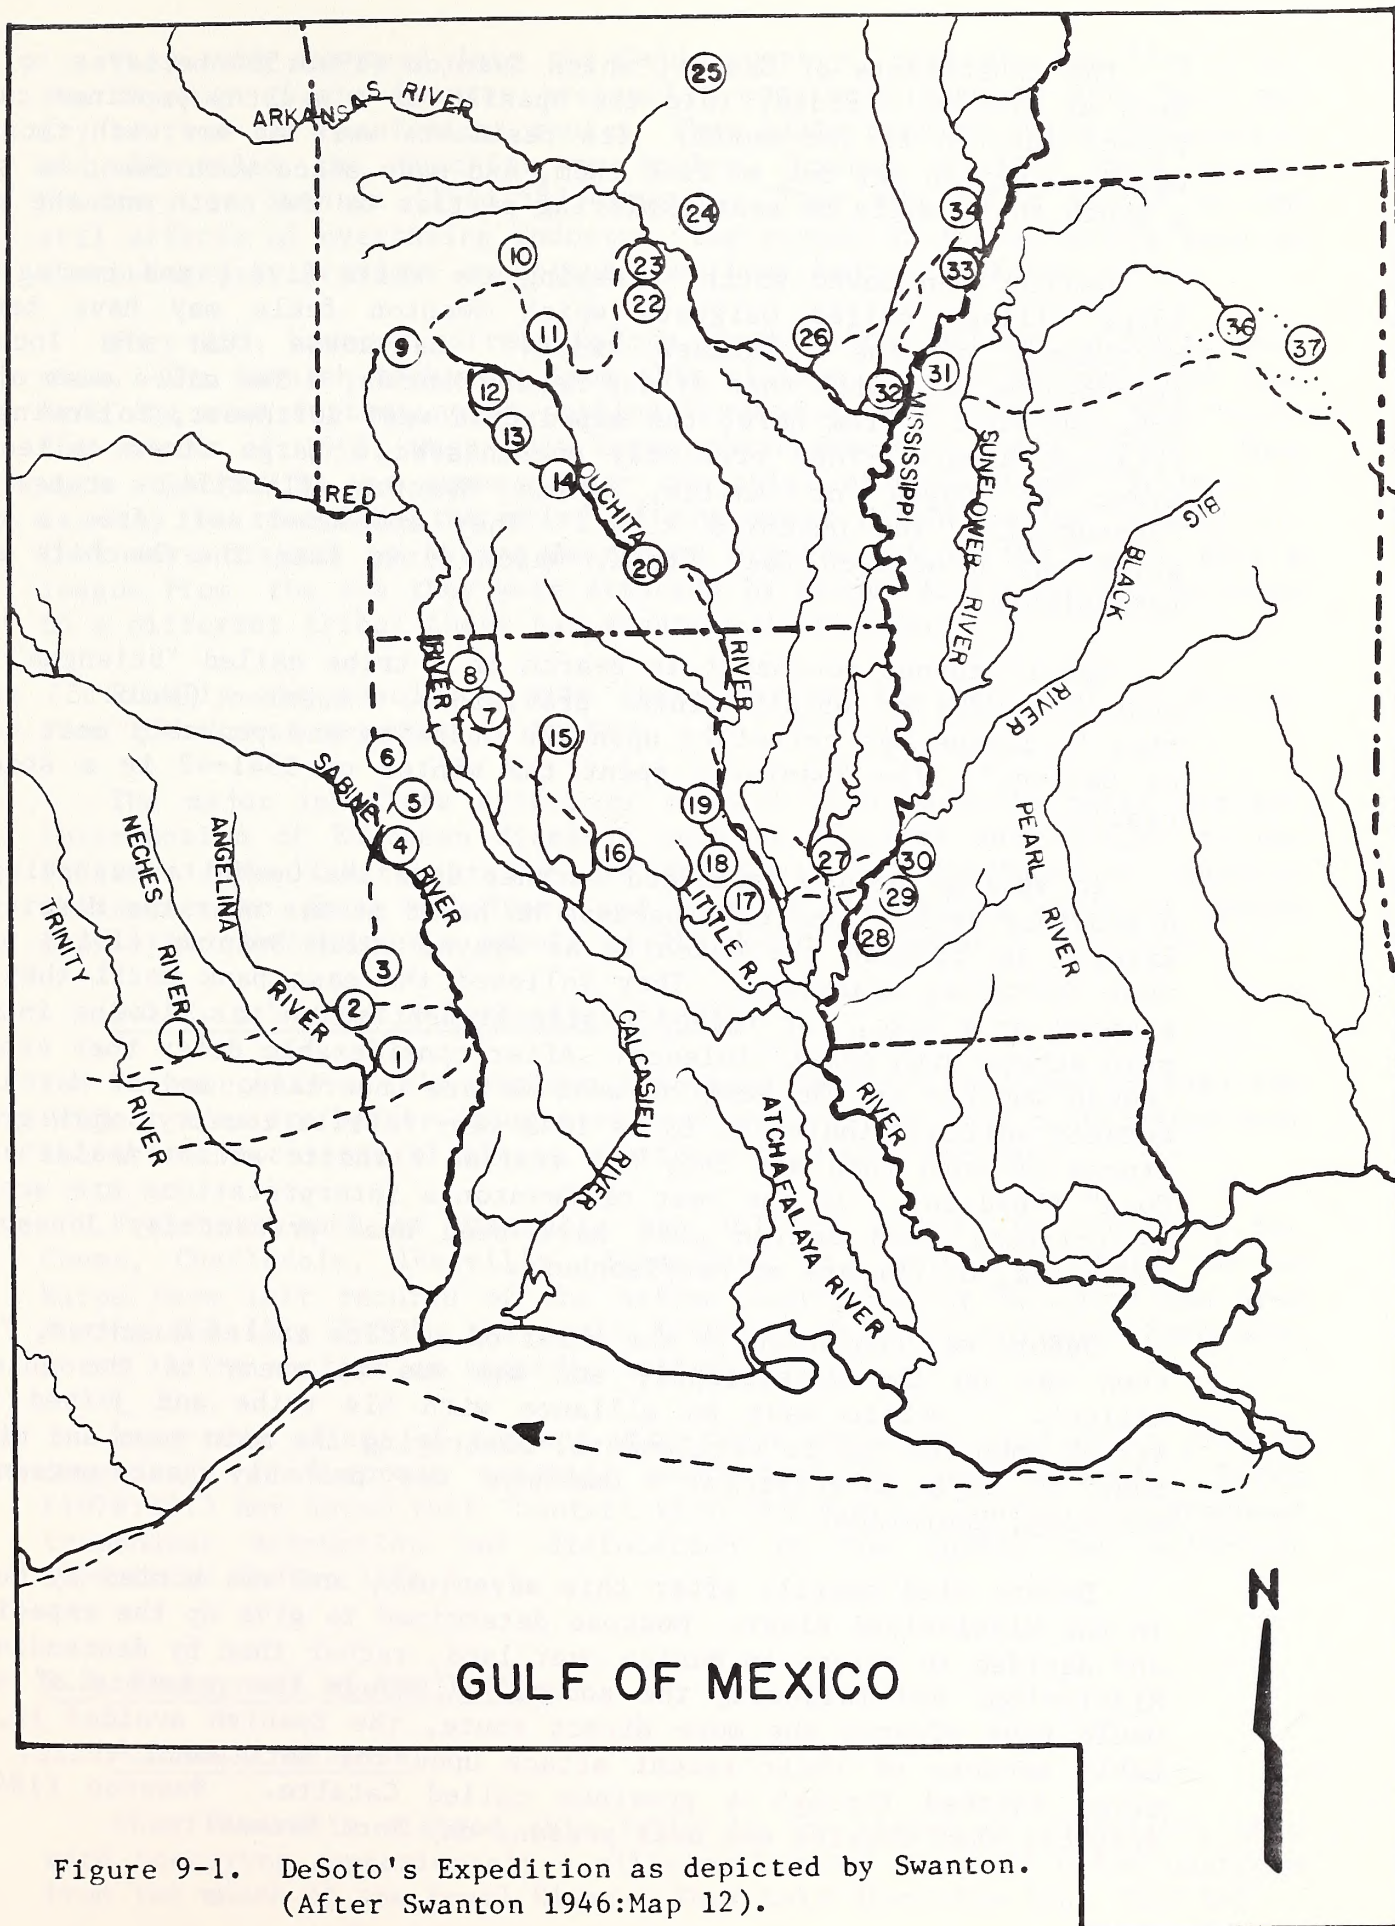 ARKANSAS RIVER
25
24
34
33
10
23
22
11
26
9
36
37
12
31
32
13
14
RED
OUCHITA
MISSISSIPPI
SUNFLOWER RIVER
BIG
BLACK
RIVER
20
RIVER
RIVER
8
7
15
6
SABINE
5
4
RIVER
19
16
18
17
LITTLE R.
27
30
29
28
PEARL
RIVER
NECHES
RIVER
ANGELINA
RIVER
TRINITY
RIVER
3
2
1
1
CALCASIEU
RIVER
ATCHAFALAYA RIVER
RIVER
GULF OF MEXICO
N
Figure 9-1. DeSoto's Expedition as depicted by Swanton.
(After Swanton 1946:Map 12).